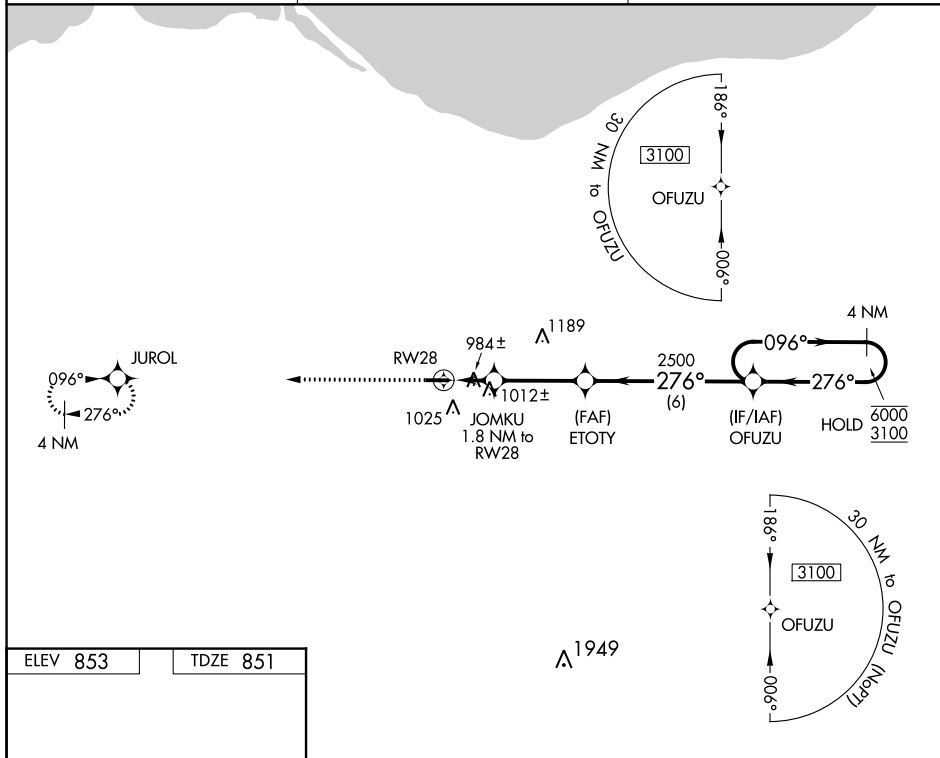 186°
30 NM to OFUZU
3100
OFUZU
006°
4 NM
1189
984±
RW28
2500
096°
JUROL
096°
276°
276°
276°
(6)
1012±
1025
JOMKU
1.8 NM to
RW28
(FAF)
ETOTY
(IF/IAF)
OFUZU
HOLD
6000
3100
4 NM
186°
30 NM to OFUZU (NoPT)
3100
OFUZU
006°
1949
ELEV 853
TDZE 851